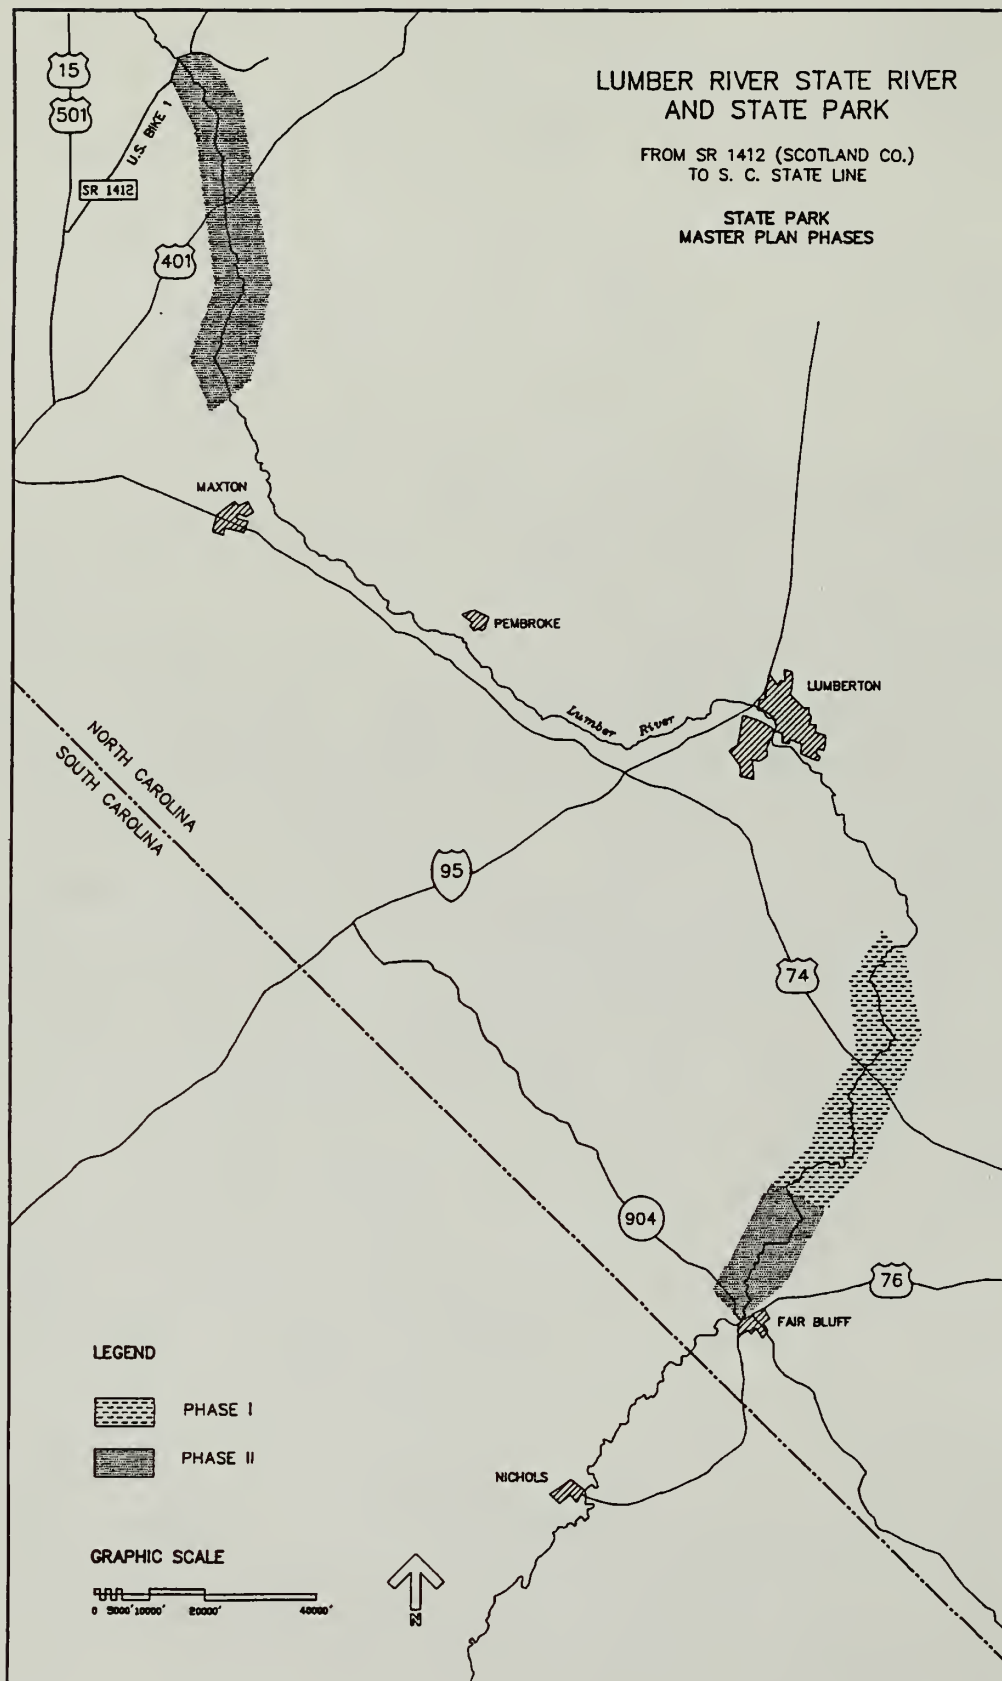 LUMBER RIVER STATE RIVER
AND STATE PARK
FROM SR 1412 (SCOTLAND CO.)
TO S. C. STATE LINE
STATE PARK
MASTER PLAN PHASES
15
501
U.S. BIKE 1
SR 1412
401
MAXTON
PEMBROKE
LUMBERTON
Lumber River
NORTH CAROLINA
SOUTH CAROLINA
95
74
904
76
FAIR BLUFF
NICHOLS
LEGEND
PHASE I
PHASE II
GRAPHIC SCALE
0 5000' 10000' 20000' 40000'
N